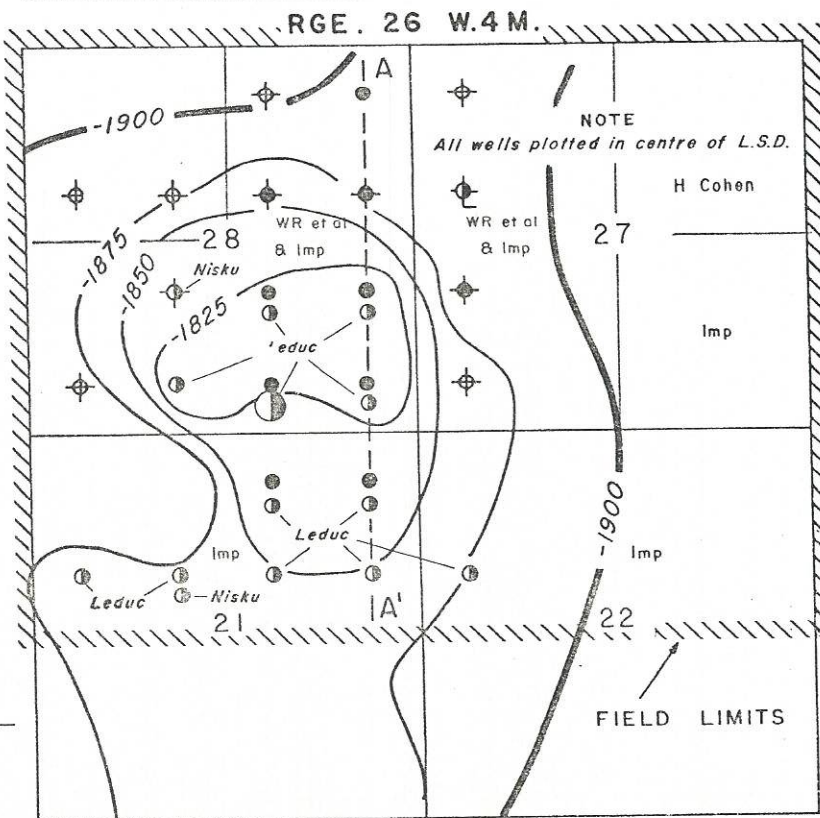 RGE. 26 W.4M.
A
-1900
NOTE
All wells plotted in centre of L.S.D.
H Cohen
WR et al
& Imp
WR et al
& Imp
28
27
-1875
-1850
-1825
Nisku
Leduc
Imp
-1900
Leduc
Imp
Imp
Leduc
Nisku
A'
21
22
FIELD LIMITS